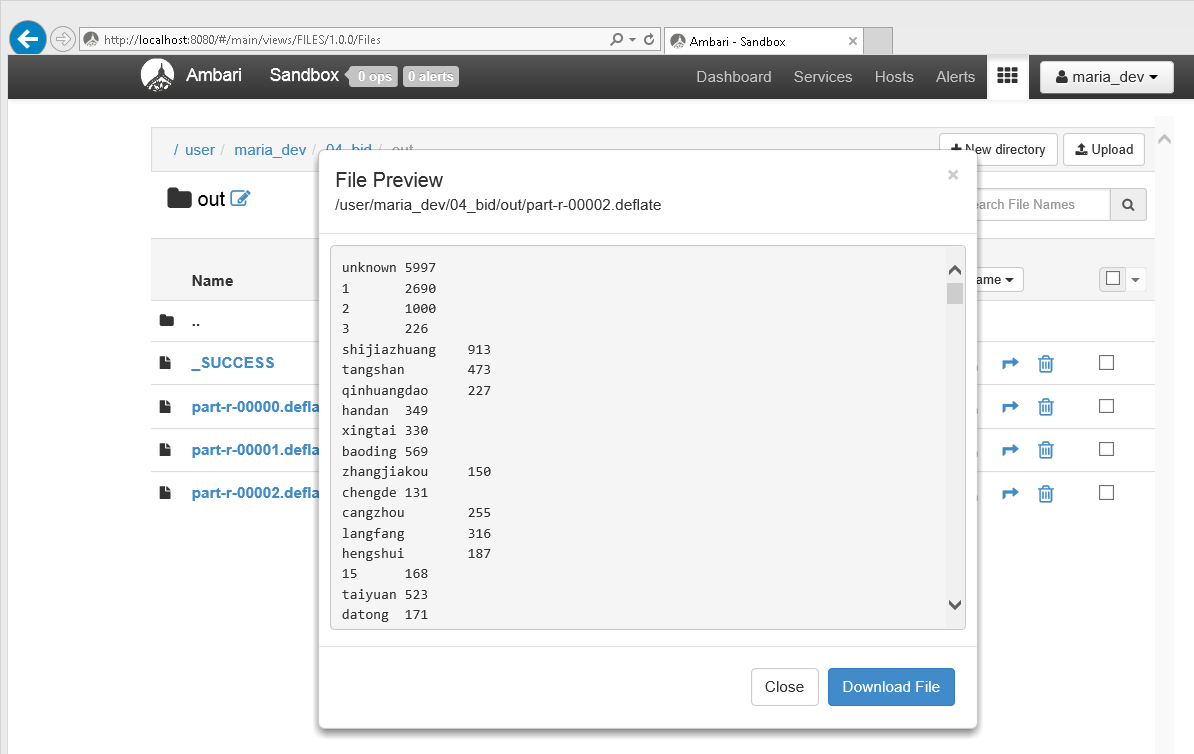 http://localhost:8080/#/main/views/FILES/1.0.0/Files
Ambari - Sandbox
Ambari Sandbox 0 ops 0 alerts Dashboard Services Hosts Alerts maria_dev
/ user / maria_dev / 04_bid / out
New directory Upload
out
File Names
Name
..
_SUCCESS
part-r-00000.defla
part-r-00001.defla
part-r-00002.defla
File Preview
/user/maria_dev/04_bid/out/part-r-00002.deflate
unknown 5997
1 2690
2 1000
3 226
shijiazhuang 913
tangshan 473
qinhuangdao 227
handan 349
xingtai 330
baoding 569
zhangjiakou 150
chengde 131
cangzhou 255
langfang 316
hengshui 187
15 168
taiyuan 523
datong 171
Close Download File